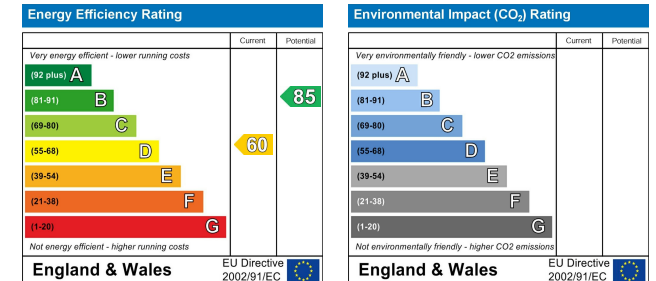 Energy Efficiency Rating
Current Potential
Very energy efficient - lower running costs
(92 plus) A
(81-91) B
(69-80) C
(55-68) D
(39-54) E
(21-38) F
(1-20) G
60
85
Not energy efficient - higher running costs
England & Wales
EU Directive
2002/91/EC
Environmental Impact (CO₂) Rating
Current Potential
Very environmentally friendly - lower CO2 emissions
(92 plus) A
(81-91) B
(69-80) C
(55-68) D
(39-54) E
(21-38) F
(1-20) G
Not environmentally friendly - higher CO2 emissions
England & Wales
EU Directive
2002/91/EC